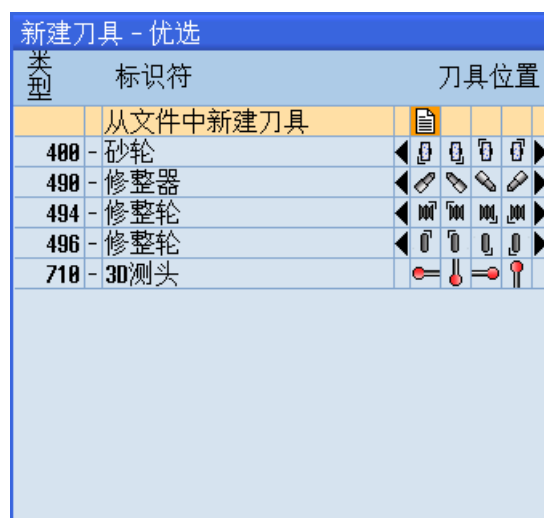 新建刀具 - 优选
类型 标识符 刀具位置
从文件中新建刀具
400 - 砂轮
490 - 修整器
494 - 修整轮
496 - 修整轮
710 - 3D测头